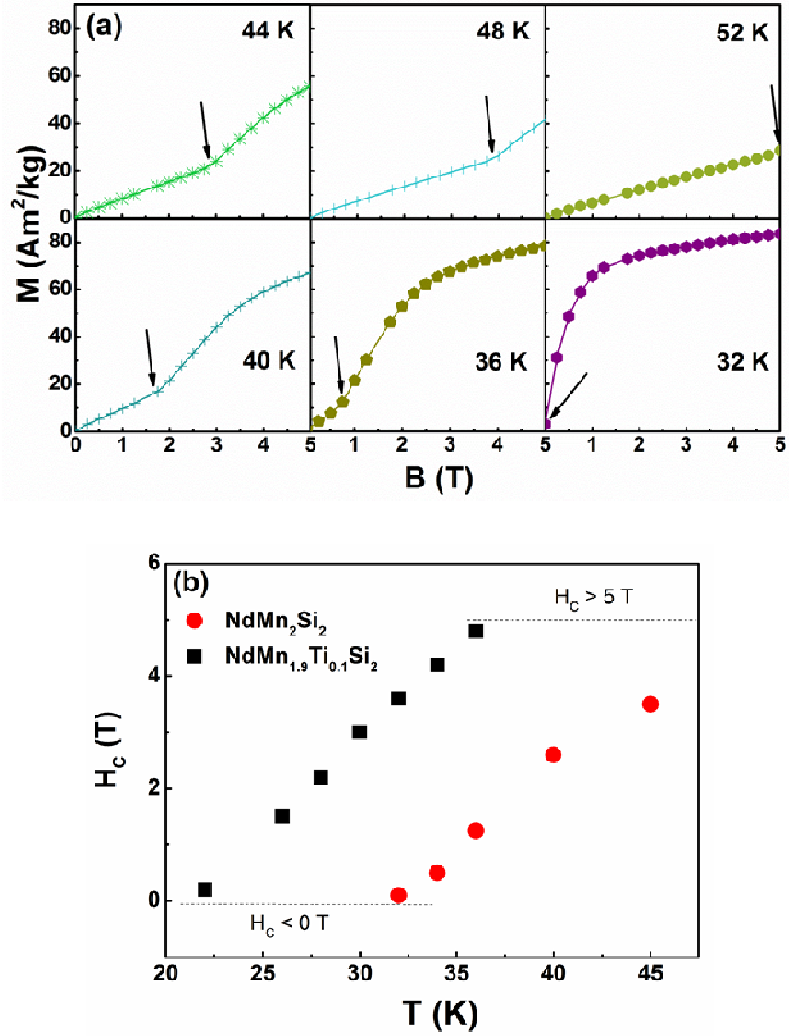 (a)
44 K
48 K
52 K
80
60
40
20
0
M (Am²/kg)
80
60
40
20
0
40 K
36 K
32 K
0 1 2 3 4 5 1 2 3 4 5 1 2 3 4 5
B (T)
(b)
6
4
2
0
H_C (T)
H_C > 5 T
NdMn₂Si₂
NdMn₁.₉Ti₀.₁Si₂
H_C < 0 T
20 25 30 35 40 45
T (K)